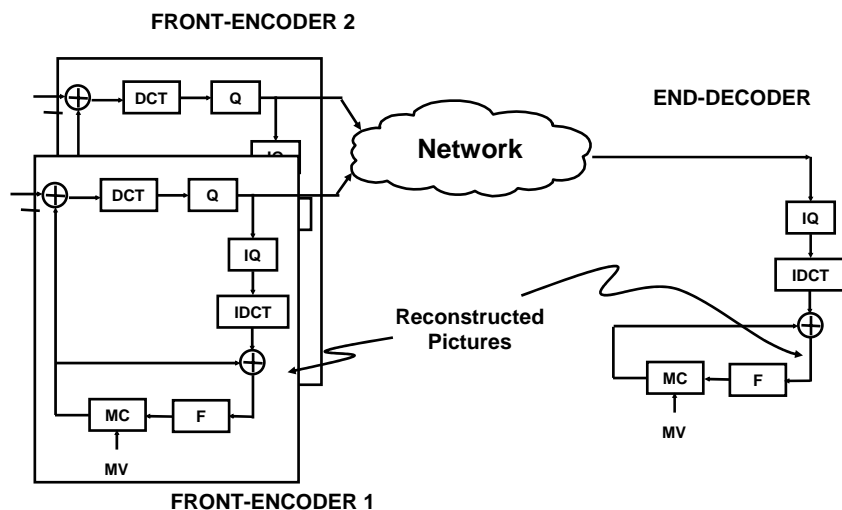 FRONT-ENCODER 2
DCT
Q
END-DECODER
Network
DCT
Q
IQ
IQ
IDCT
IDCT
Reconstructed
Pictures
MC
F
MV
MC
F
MV
FRONT-ENCODER 1